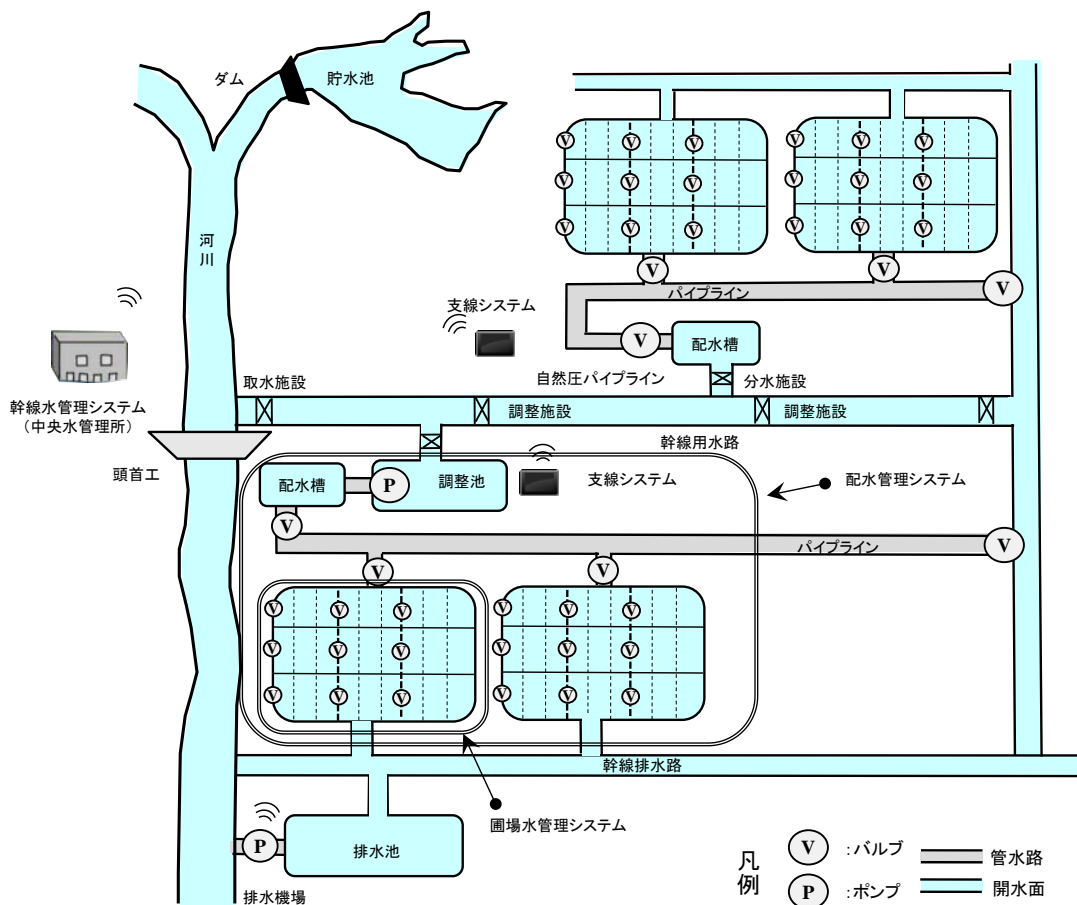 ダム
貯水池
V V V
V V V
V V V
V V V
V V V
V V V
河川
V
V
パイプライン
V
支線システム
V
配水槽
自然圧パイプライン
取水施設
分水施設
幹線水管理システム
(中央水管理所)
調整施設
調整施設
幹線用水路
頭首工
配水槽
P
調整池
支線システム
配水管理システム
V
パイプライン
V
V
V
V V V
V V V
V V V
V V V
V V V
V V V
幹線排水路
圃場水管理システム
P
排水池
排水機場
凡例
V :バルブ
管水路
P :ポンプ
開水面